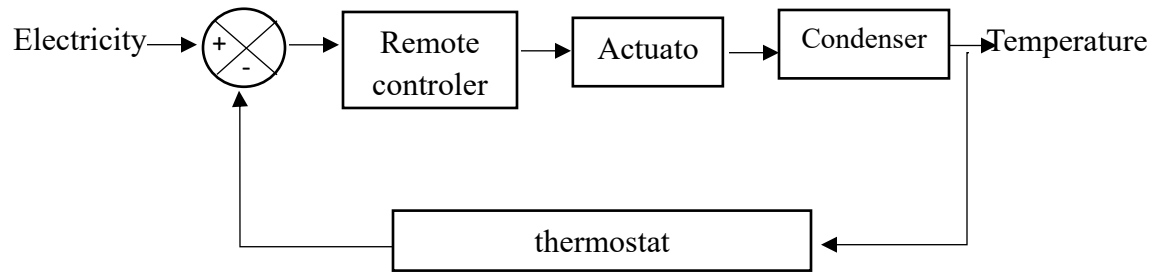 Electricity
+
-
Remote
controler
Actuato
Condenser
Temperature
thermostat